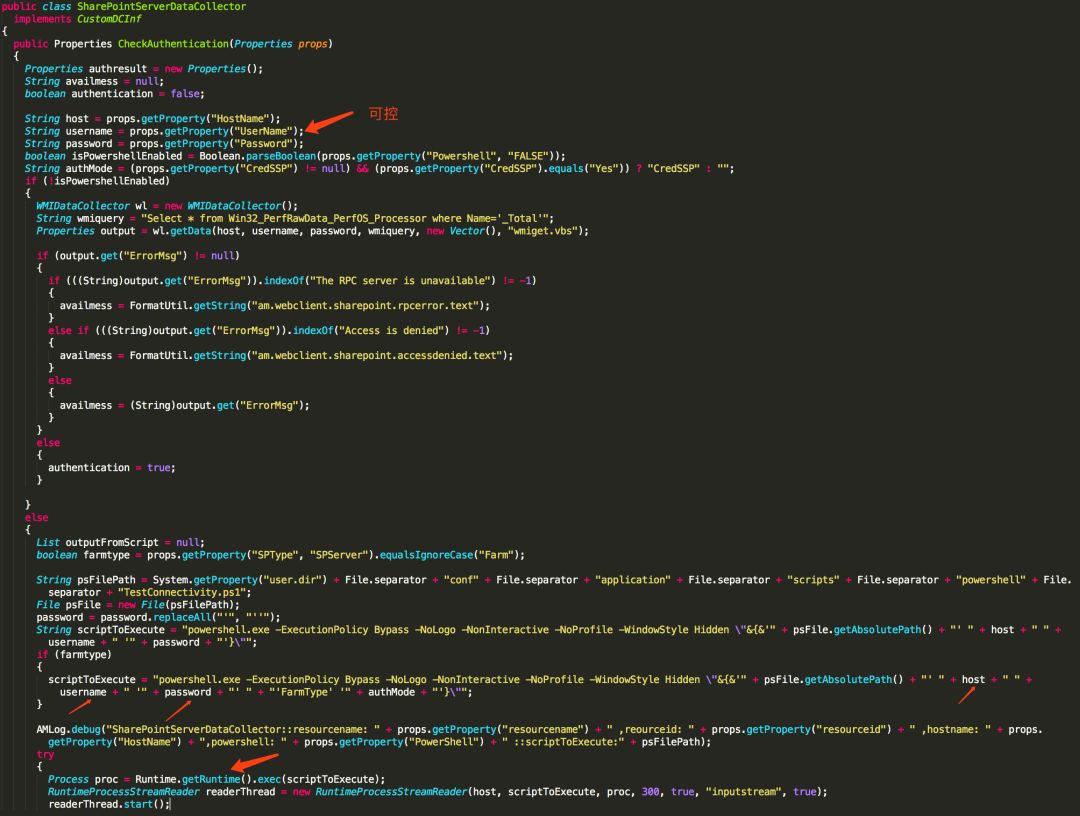 public class SharePointServerDataCollector
implements CustomDCInf
{
public Properties CheckAuthentication(Properties props)
{
Properties authresult = new Properties();
String availmess = null;
boolean authentication = false;
String host = props.getProperty("HostName");
可控
String username = props.getProperty("UserName");
String password = props.getProperty("Password");
boolean isPowershellEnabled = Boolean.parseBoolean(props.getProperty("Powershell", "FALSE"));
String authMode = (props.getProperty("CredSSP") != null) && (props.getProperty("CredSSP").equals("Yes")) ? "CredSSP" : "";
if (!isPowershellEnabled)
{
WMIDataCollector wl = new WMIDataCollector();
String wmiquery = "Select * from Win32_PerfRawData_PerfOS_Processor where Name='_Total'";
Properties output = wl.getData(host, username, password, wmiquery, new Vector(), "wmiget.vbs");
if (output.get("ErrorMsg") != null)
{
if (((String)output.get("ErrorMsg")).indexOf("The RPC server is unavailable") != -1)
{
availmess = FormatUtil.getString("am.webclient.sharepoint.rpcerror.text");
}
else if (((String)output.get("ErrorMsg")).indexOf("Access is denied") != -1)
{
availmess = FormatUtil.getString("am.webclient.sharepoint.accessdenied.text");
}
else
{
availmess = (String)output.get("ErrorMsg");
}
}
else
{
authentication = true;
}
}
else
{
List outputFromScript = null;
boolean farmtype = props.getProperty("SPType", "SPServer").equalsIgnoreCase("Farm");
String psFilePath = System.getProperty("user.dir") + File.separator + "conf" + File.separator + "application" + File.separator + "scripts" + File.separator + "powershell" + File.
separator + "TestConnectivity.ps1";
File psFile = new File(psFilePath);
password = password.replaceAll("'", "''");
String scriptToExecute = "powershell.exe -ExecutionPolicy Bypass -NoLogo -NonInteractive -NoProfile -WindowStyle Hidden \"&{&'" + psFile.getAbsolutePath() + "' " + host + " " +
username + " '" + password + "'}\"";
if (farmtype)
{
scriptToExecute = "powershell.exe -ExecutionPolicy Bypass -NoLogo -NonInteractive -NoProfile -WindowStyle Hidden \"&{&'" + psFile.getAbsolutePath() + "' " + host + " " +
username + " '" + password + "' " + "'FarmType' '" + authMode + "'}\"";
}
AMLog.debug("SharePointServerDataCollector::resourcename: " + props.getProperty("resourcename") + " ,reourceid: " + props.getProperty("resourceid") + " ,hostname: " + props.
getProperty("HostName") + ",powershell: " + props.getProperty("PowerShell") + " ::scriptToExecute:" + psFilePath);
try
{
Process proc = Runtime.getRuntime().exec(scriptToExecute);
RuntimeProcessStreamReader readerThread = new RuntimeProcessStreamReader(host, scriptToExecute, proc, 300, true, "inputstream", true);
readerThread.start();